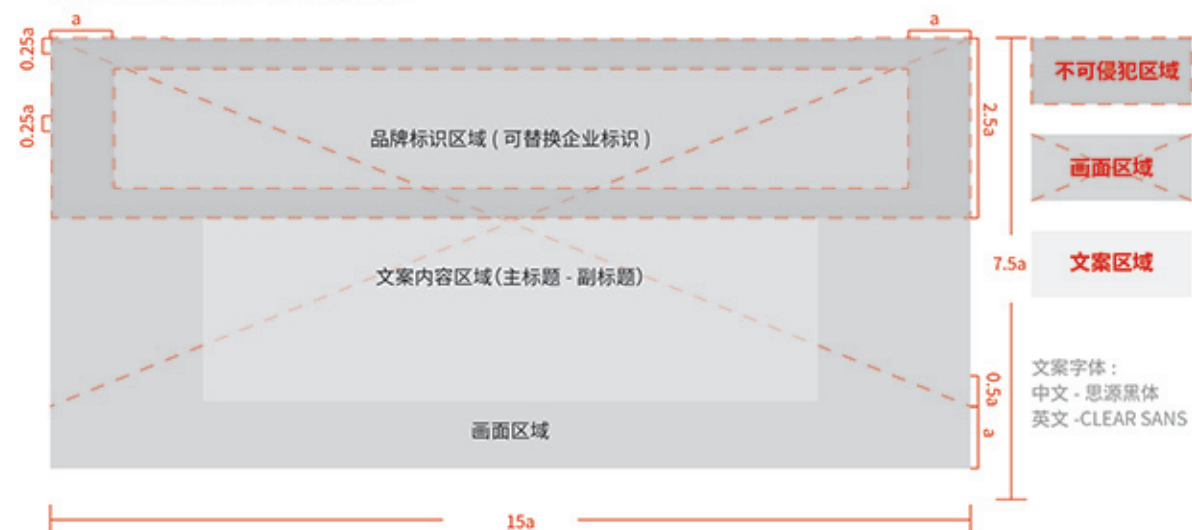 a
a
0.25a
0.25a
2.5a
品牌标识区域 ( 可替换企业标识 )
不可侵犯区域
画面区域
文案内容区域(主标题 - 副标题)
7.5a
文案区域
0.5a
a
画面区域
文案字体 :
中文 - 思源黑体
英文 -CLEAR SANS
15a